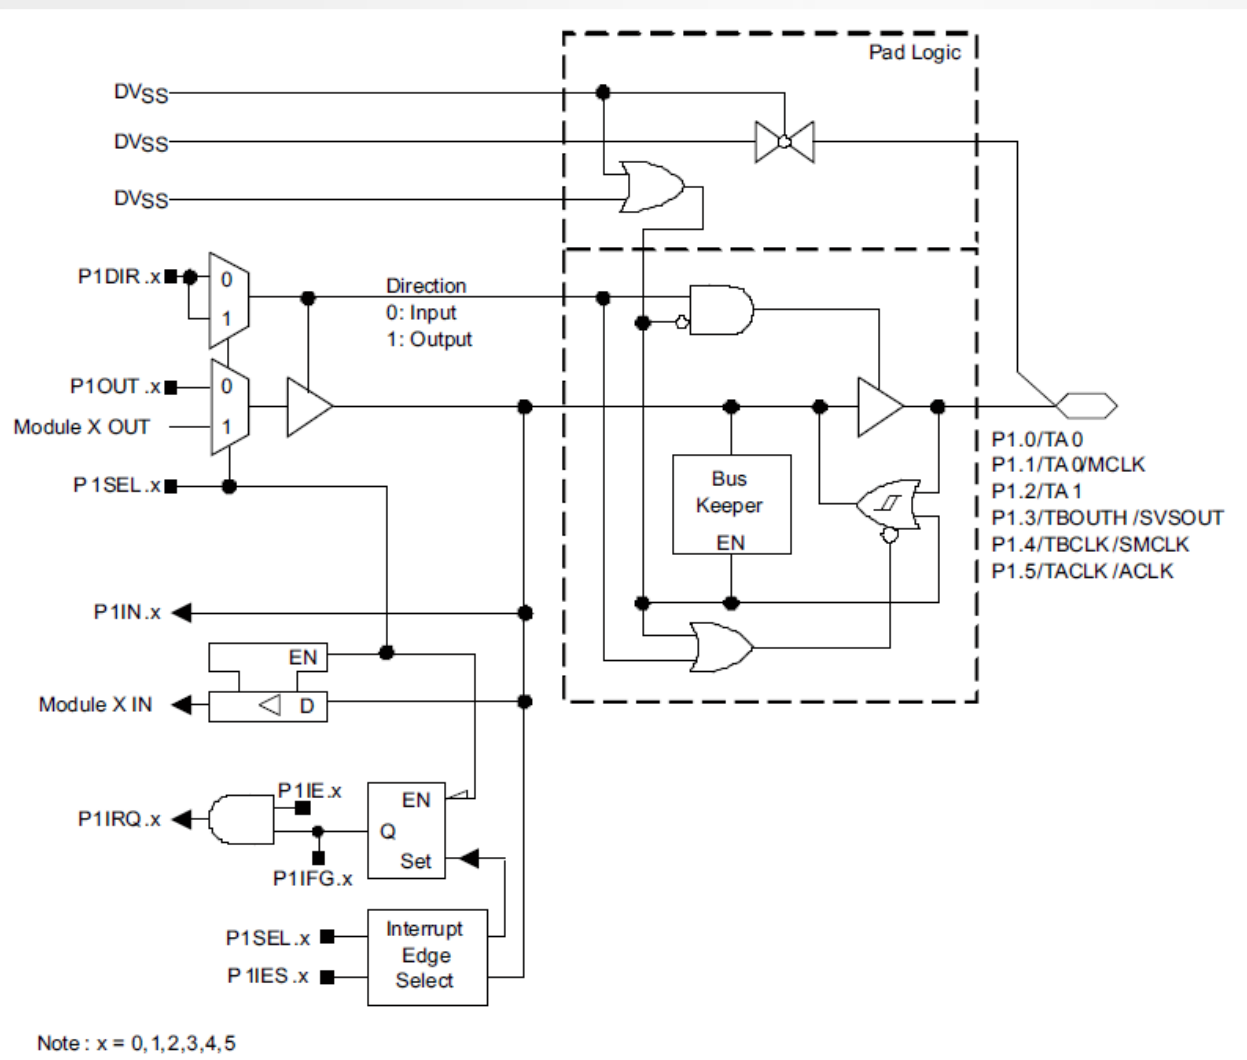 Pad Logic
DVSS
DVSS
DVSS
P1DIR.x
0
1
Direction
0: Input
1: Output
P1OUT.x
0
Module X OUT
1
P1SEL.x
Bus
Keeper
EN
P1.0/TA0
P1.1/TA0/MCLK
P1.2/TA1
P1.3/TBOUTH/SVSOUT
P1.4/TBCLK/SMCLK
P1.5/TACLK/ACLK
P1IN.x
EN
Module X IN
D
P1IE.x
EN
P1IRQ.x
Q
Set
P1IFG.x
Interrupt
Edge
Select
P1SEL.x
P1IES.x
Note: x = 0,1,2,3,4,5